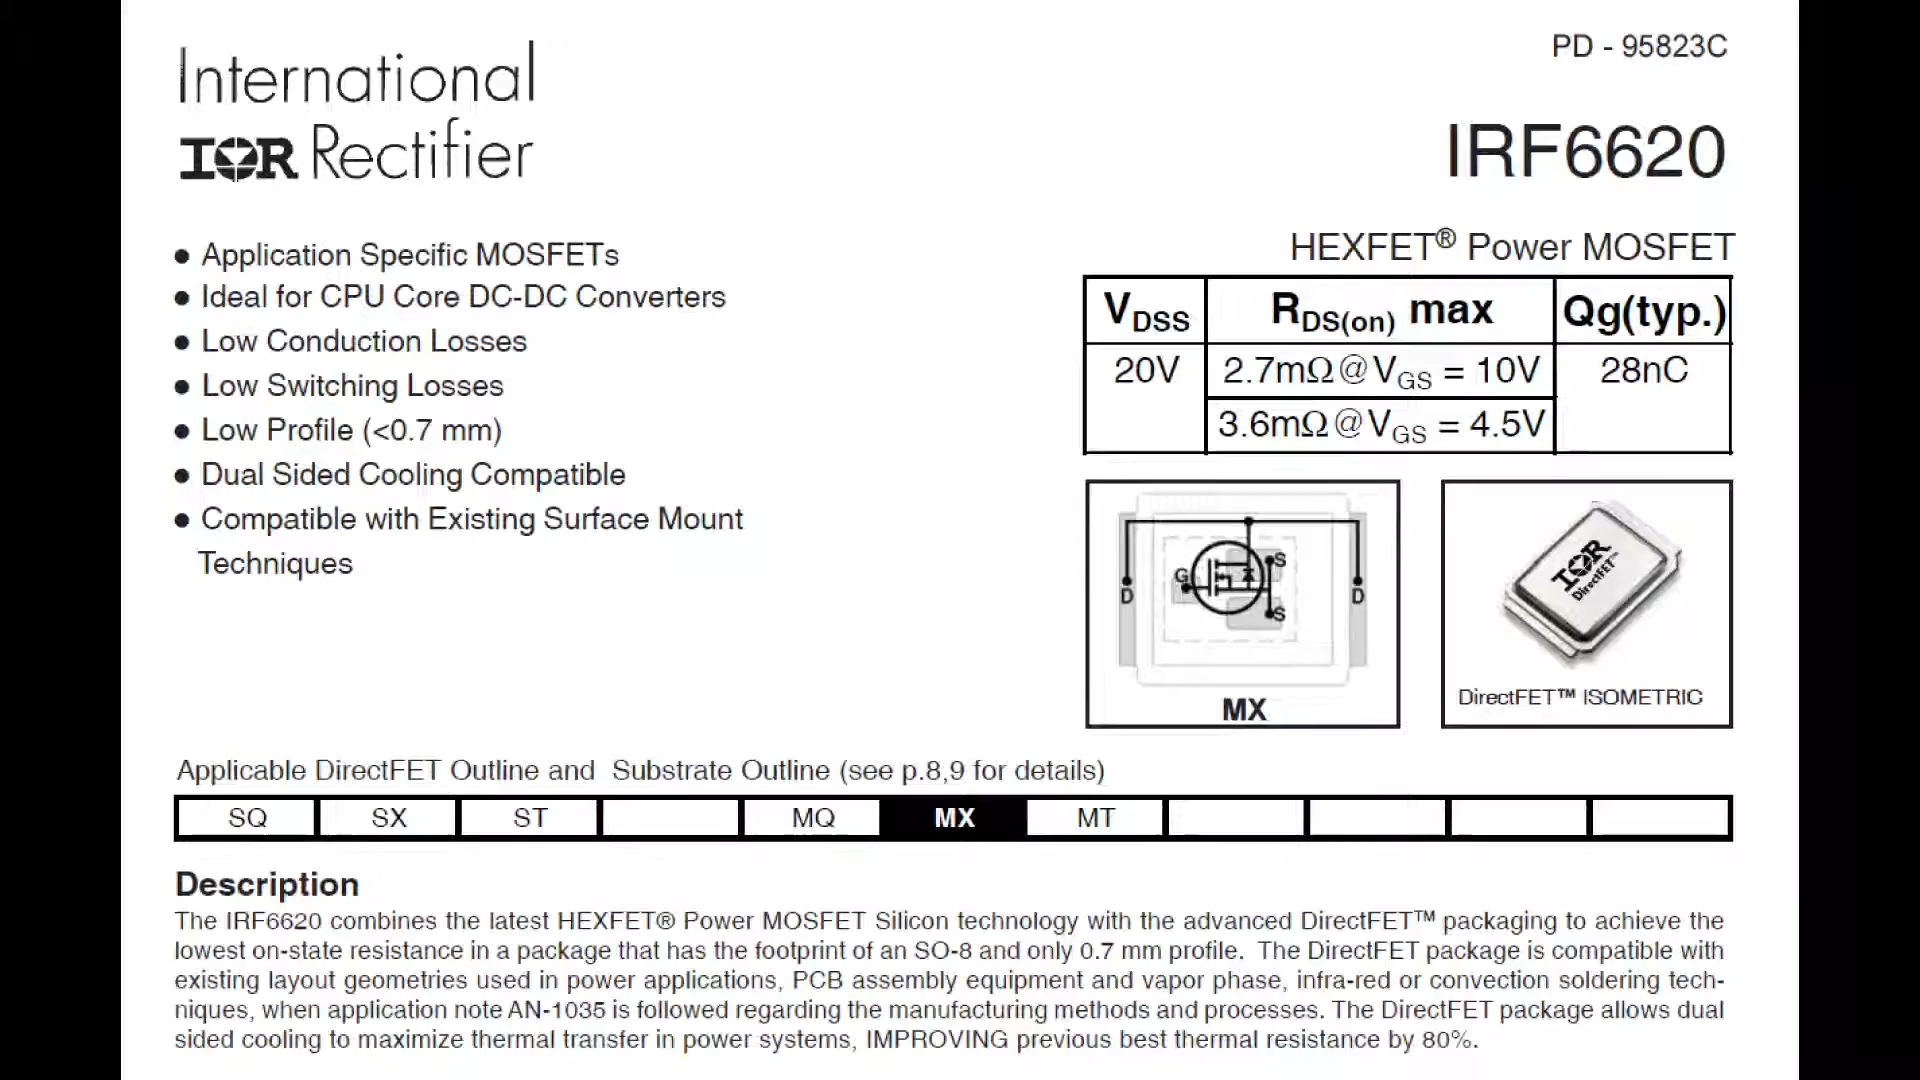 PD - 95823C
International
IOR Rectifier
IRF6620
HEXFET® Power MOSFET
● Application Specific MOSFETs
● Ideal for CPU Core DC-DC Converters
● Low Conduction Losses
● Low Switching Losses
● Low Profile (<0.7 mm)
● Dual Sided Cooling Compatible
● Compatible with Existing Surface Mount
Techniques
VDSS RDS(on) max Qg(typ.)
20V 2.7mΩ@VGS = 10V 28nC
3.6mΩ@VGS = 4.5V
G S
D D
S
MX
IOR
DirectFET™
DirectFET™ ISOMETRIC
Applicable DirectFET Outline and Substrate Outline (see p.8,9 for details)
SQ SX ST MQ MX MT
Description
The IRF6620 combines the latest HEXFET® Power MOSFET Silicon technology with the advanced DirectFET™ packaging to achieve the
lowest on-state resistance in a package that has the footprint of an SO-8 and only 0.7 mm profile. The DirectFET package is compatible with
existing layout geometries used in power applications, PCB assembly equipment and vapor phase, infra-red or convection soldering tech-
niques, when application note AN-1035 is followed regarding the manufacturing methods and processes. The DirectFET package allows dual
sided cooling to maximize thermal transfer in power systems, IMPROVING previous best thermal resistance by 80%.